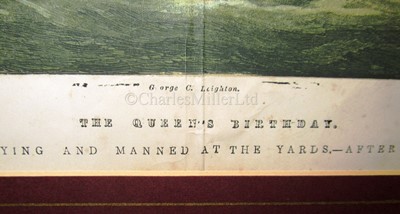 George C. Leighton.
©CharlesMillerLtd
THE QUEEN'S BIRTHDAY.
YING AND MANNED AT THE YARDS.—AFTER